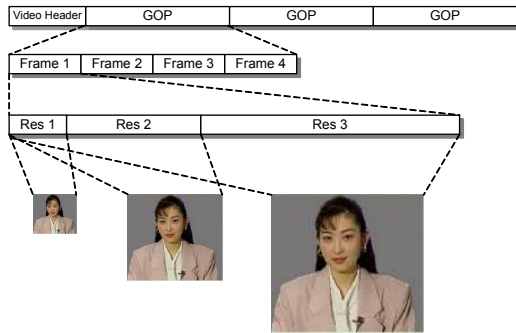 Video Header GOP GOP GOP
Frame 1 Frame 2 Frame 3 Frame 4
Res 1 Res 2 Res 3